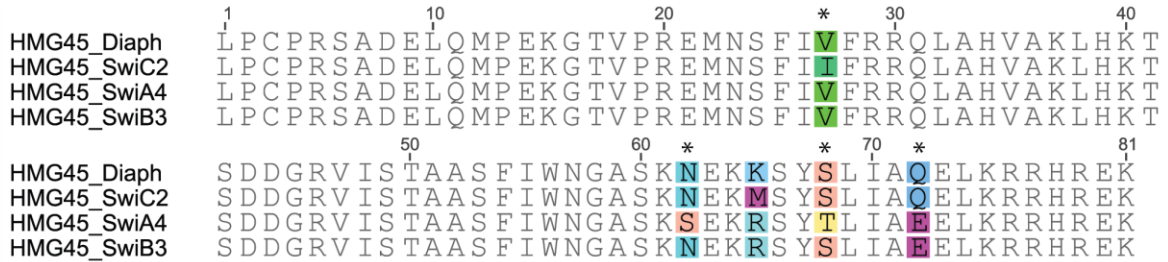 1 10 20 * 30 40
HMG45_Diaph LPCPRSADELQMPEKGTVPREMNSFIVFRRQLAHVAKLHKT
HMG45_SwiC2 LPCPRSADELQMPEKGTVPREMNSFIIFRRQLAHVAKLHKT
HMG45_SwiA4 LPCPRSADELQMPEKGTVPREMNSFIVFRRQLAHVAKLHKT
HMG45_SwiB3 LPCPRSADELQMPEKGTVPREMNSFIVFRRQLAHVAKLHKT
50 60 * * 70 * 81
HMG45_Diaph SDDGRVISTAASFIWNGASKNEKKSYSLIAQELKRRHREK
HMG45_SwiC2 SDDGRVISTAASFIWNGASKNEKMSYSLIAQELKRRHREK
HMG45_SwiA4 SDDGRVISTAASFIWNGASKSEKRSYTLIAEELKRRHREK
HMG45_SwiB3 SDDGRVISTAASFIWNGASKNEKRSYSLIAEELKRRHREK